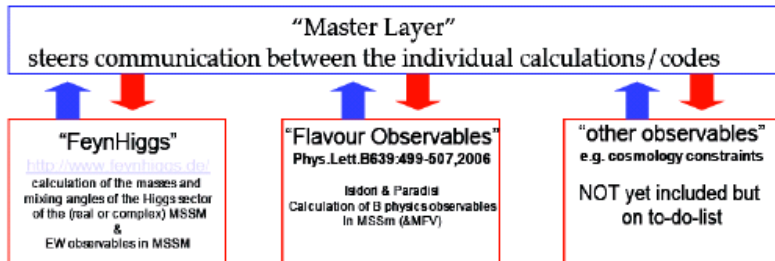 “Master Layer”
steers communication between the individual calculations/codes
“FeynHiggs”
http://www.feynhiggs.de/
calculation of the masses and
mixing angles of the Higgs sector
of the (real or complex) MSSM
&
EW observables in MSSM
“Flavour Observables”
Phys.Lett.B639:499-507,2006
Isidori & Paradisi
Calculation of B physics observables
in MSSm (&MFV)
“other observables”
e.g. cosmology constraints
NOT yet included but
on to-do-list